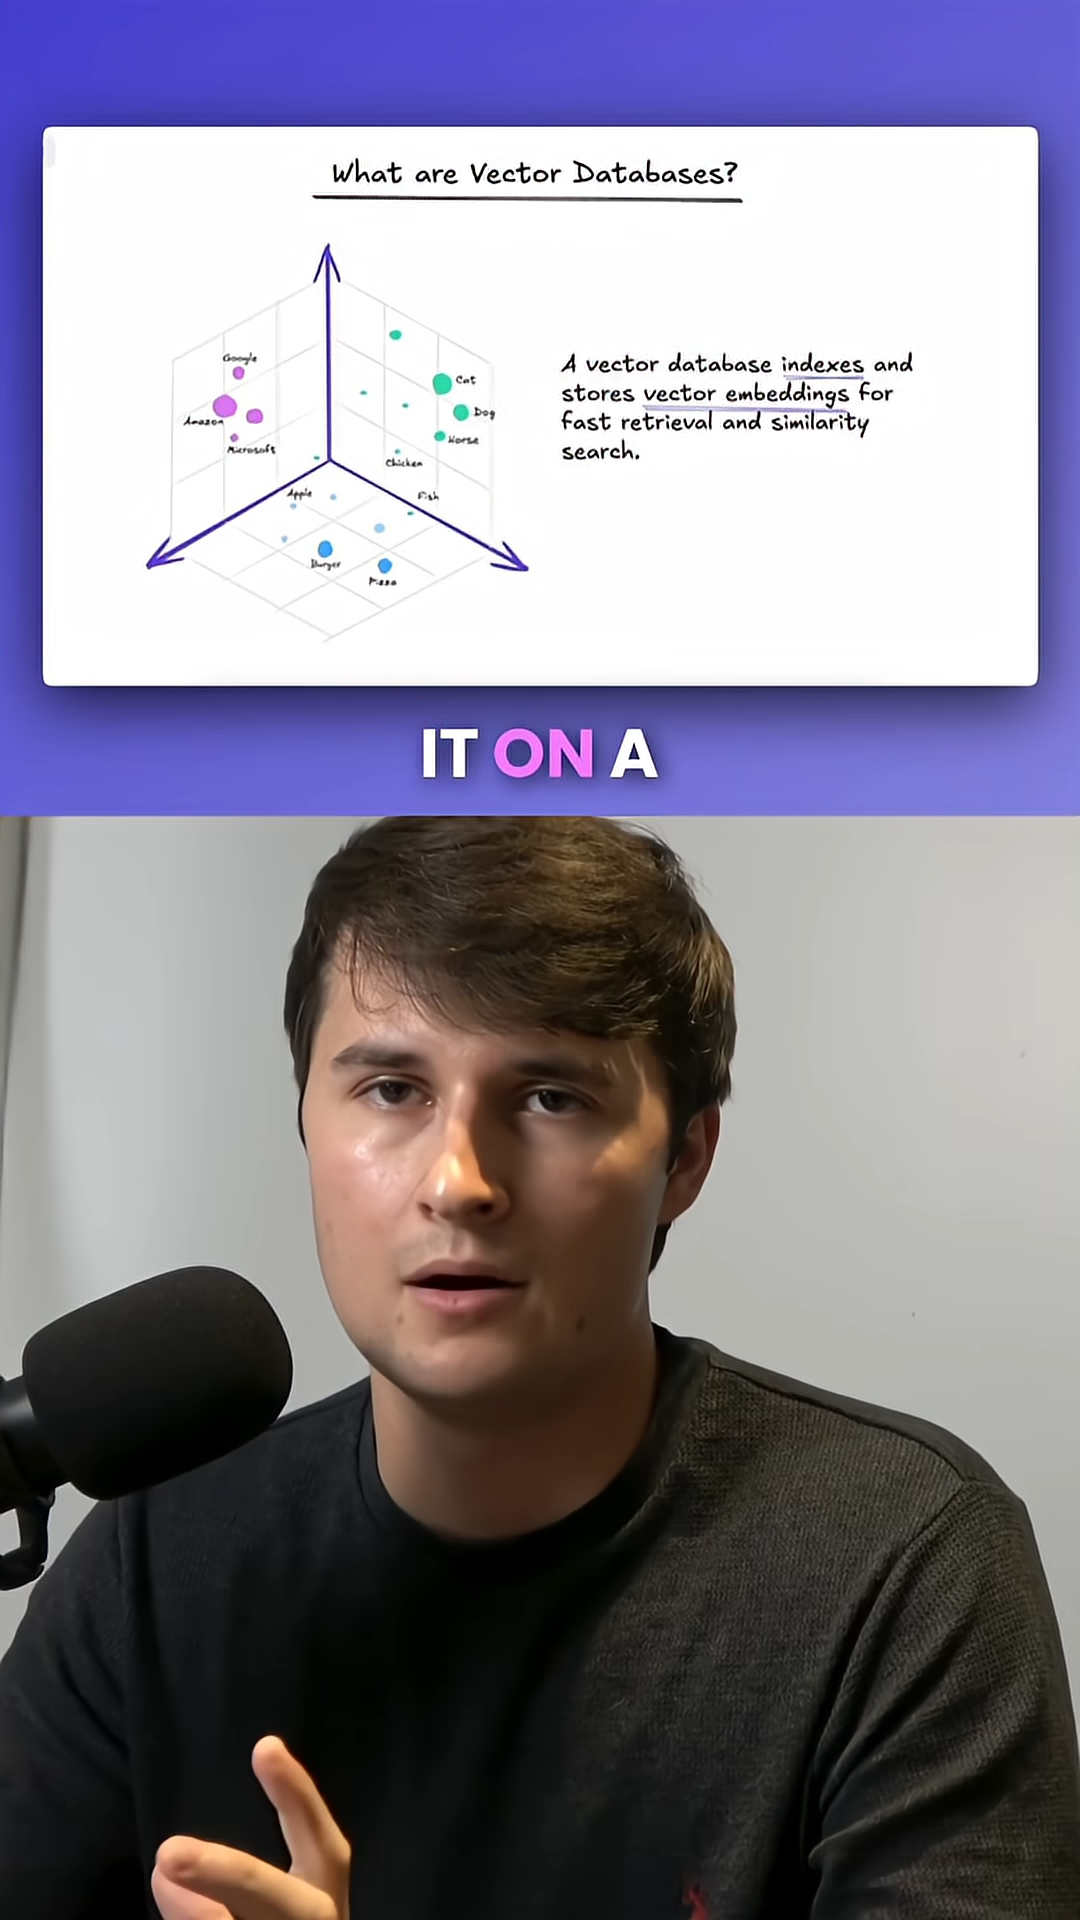 What are Vector Databases?
Google
Amazon
Microsoft
Cat
Dog
Horse
Chicken
Apple
Fish
Burger
Pizza
A vector database indexes and
stores vector embeddings for
fast retrieval and similarity
search.
IT ON A